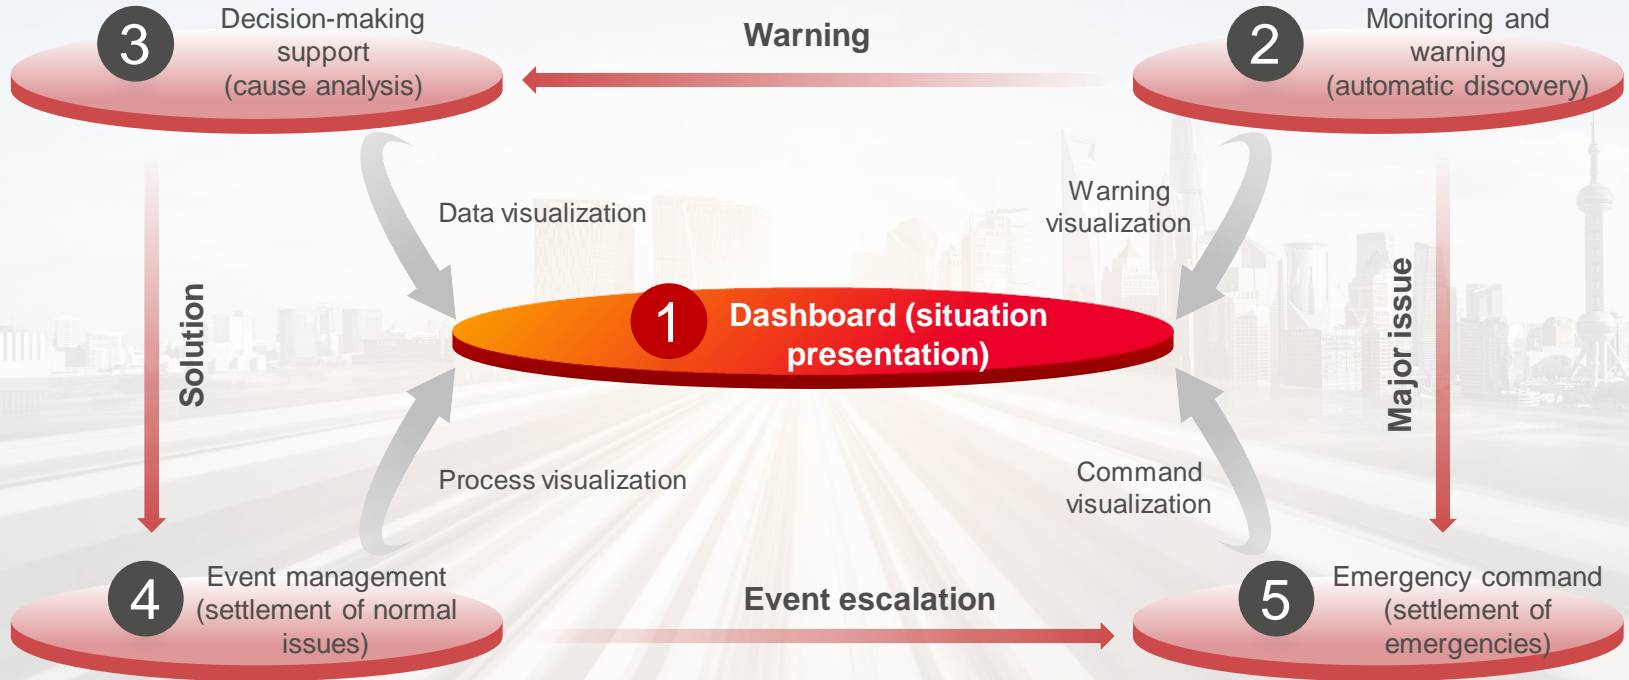 3
Decision-making
support
(cause analysis)
Warning
2
Monitoring and
warning
(automatic discovery)
Data visualization
Warning
visualization
Solution
1
Dashboard (situation
presentation)
Major issue
Process visualization
Command
visualization
4
Event management
(settlement of normal
issues)
Event escalation
5
Emergency command
(settlement of
emergencies)